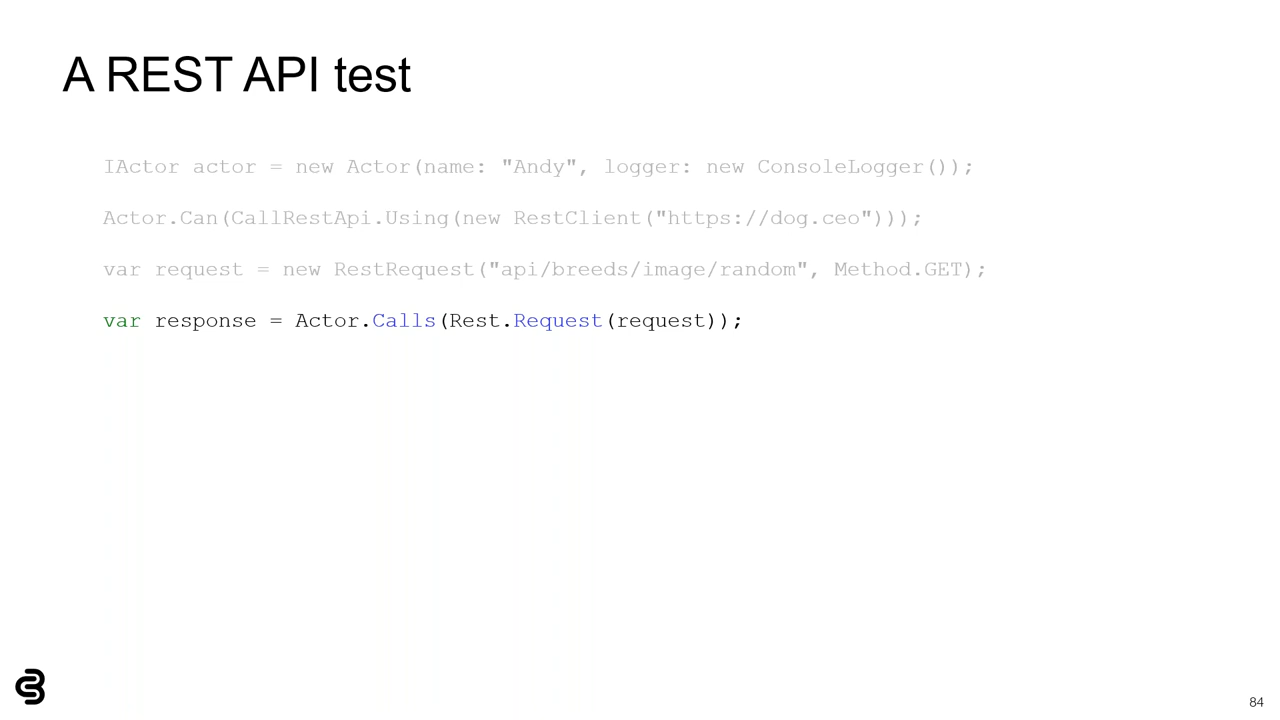 A REST API test
IActor actor = new Actor(name: "Andy", logger: new ConsoleLogger());
Actor.Can(CallRestApi.Using(new RestClient("https://dog.ceo")));
var request = new RestRequest("api/breeds/image/random", Method.GET);
var response = Actor.Calls(Rest.Request(request));
84